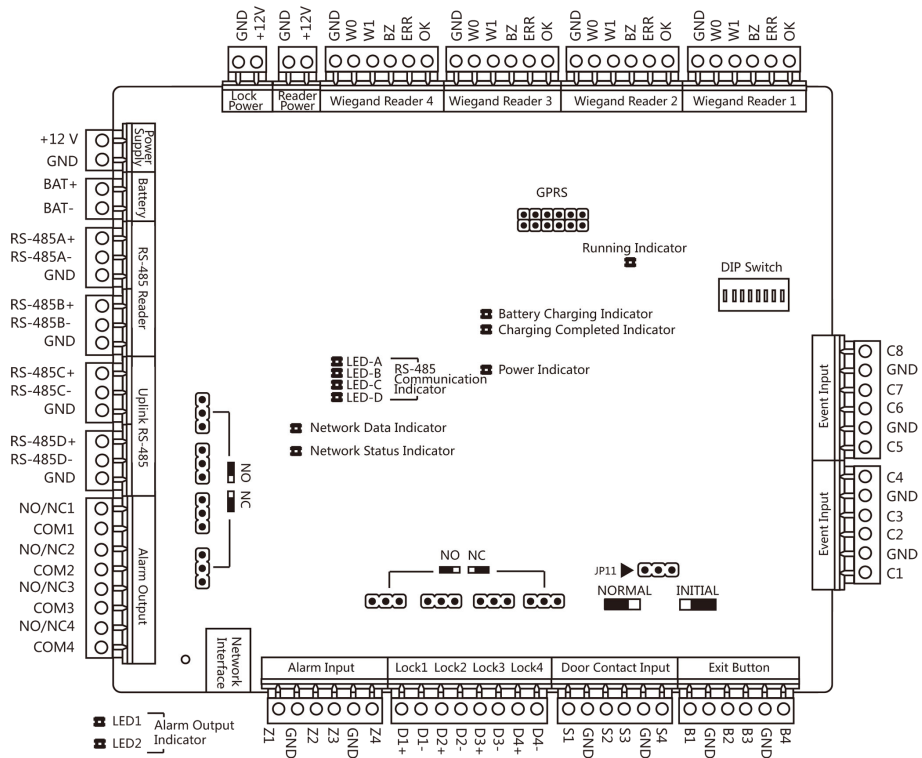 GND +12V GND +12V GND W0 W1 BZ ERR OK GND W0 W1 BZ ERR OK GND W0 W1 BZ ERR OK GND W0 W1 BZ ERR OK
Lock Power
Reader Power
Wiegand Reader 4
Wiegand Reader 3
Wiegand Reader 2
Wiegand Reader 1
+12 V
GND
Power Supply
BAT+
BAT-
Battery
RS-485A+
RS-485A-
GND
RS-485B+
RS-485B-
GND
RS-485 Reader
RS-485C+
RS-485C-
GND
RS-485D+
RS-485D-
GND
Uplink RS-485
NO/NC1
COM1
NO/NC2
COM2
NO/NC3
COM3
NO/NC4
COM4
Alarm Output
GPRS
Running Indicator
DIP Switch
Battery Charging Indicator
Charging Completed Indicator
Power Indicator
LED-A
LED-B
LED-C
LED-D
RS-485
Communication
Indicator
Network Data Indicator
Network Status Indicator
NO
NC
NO NC
JP11
NORMAL INITIAL
Event Input
C8
GND
C7
C6
GND
C5
Event Input
C4
GND
C3
C2
GND
C1
Network
Interface
Alarm Input
Lock1 Lock2 Lock3 Lock4
Door Contact Input
Exit Button
Z1 GND Z2 Z3 GND Z4 D1+ D1- D2+ D2- D3+ D3- D4+ D4- S1 GND S2 S3 GND S4 B1 GND B2 B3 GND B4
LED1
LED2
Alarm Output
Indicator